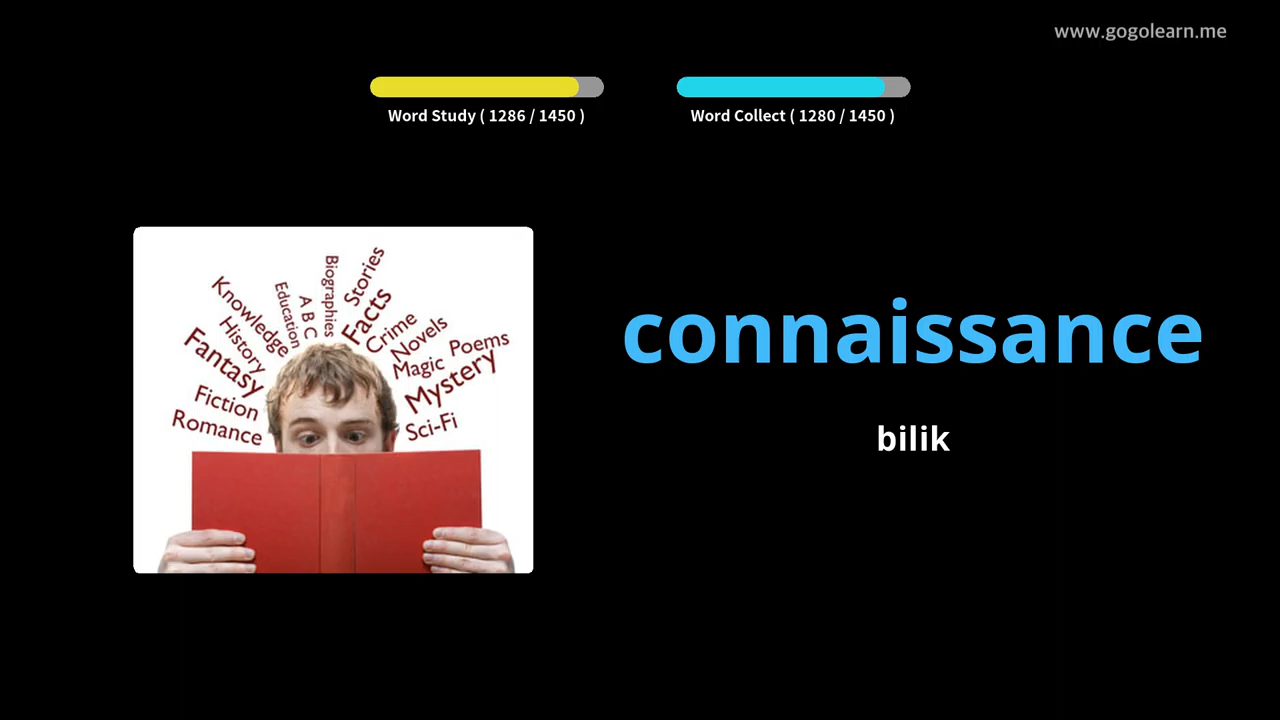 www.gogolearn.me
Word Study ( 1286 / 1450 )
Word Collect ( 1280 / 1450 )
connaissance
bilik
Biographies
Stories
Education
A B C
Facts
Knowledge
Crime
History
Novels
Poems
Fantasy
Magic
Mystery
Fiction
Romance
Sci-Fi